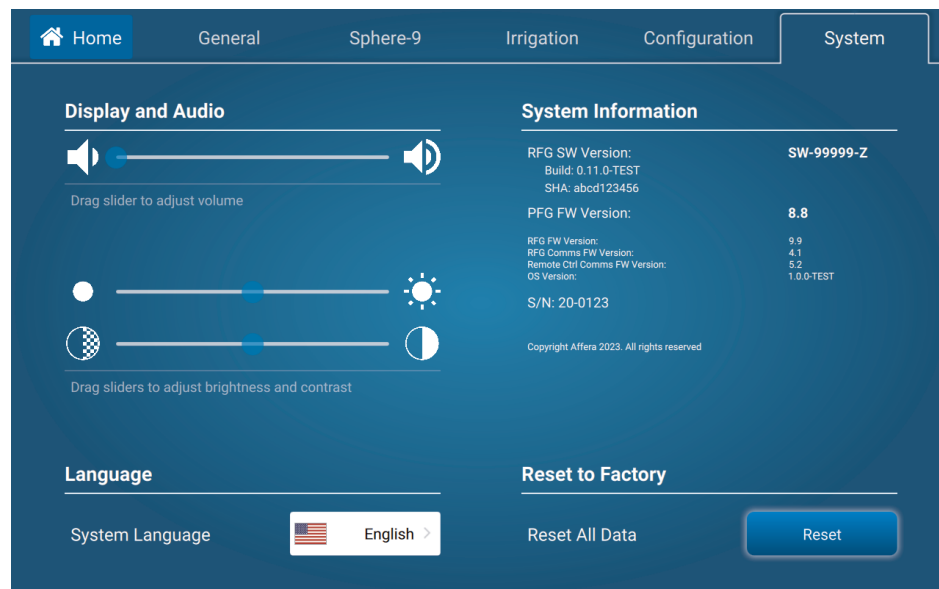 Home General Sphere-9 Irrigation Configuration System
Display and Audio
Drag slider to adjust volume
Drag sliders to adjust brightness and contrast
System Information
RFG SW Version: SW-99999-Z
Build: 0.11.0-TEST
SHA: abcd123456
PFG FW Version: 8.8
RFG FW Version: 9.9
RFG Comms FW Version: 4.1
Remote Ctrl Comms FW Version: 5.2
OS Version: 1.0.0-TEST
S/N: 20-0123
Copyright Affera 2023. All rights reserved
Language
System Language English
Reset to Factory
Reset All Data Reset